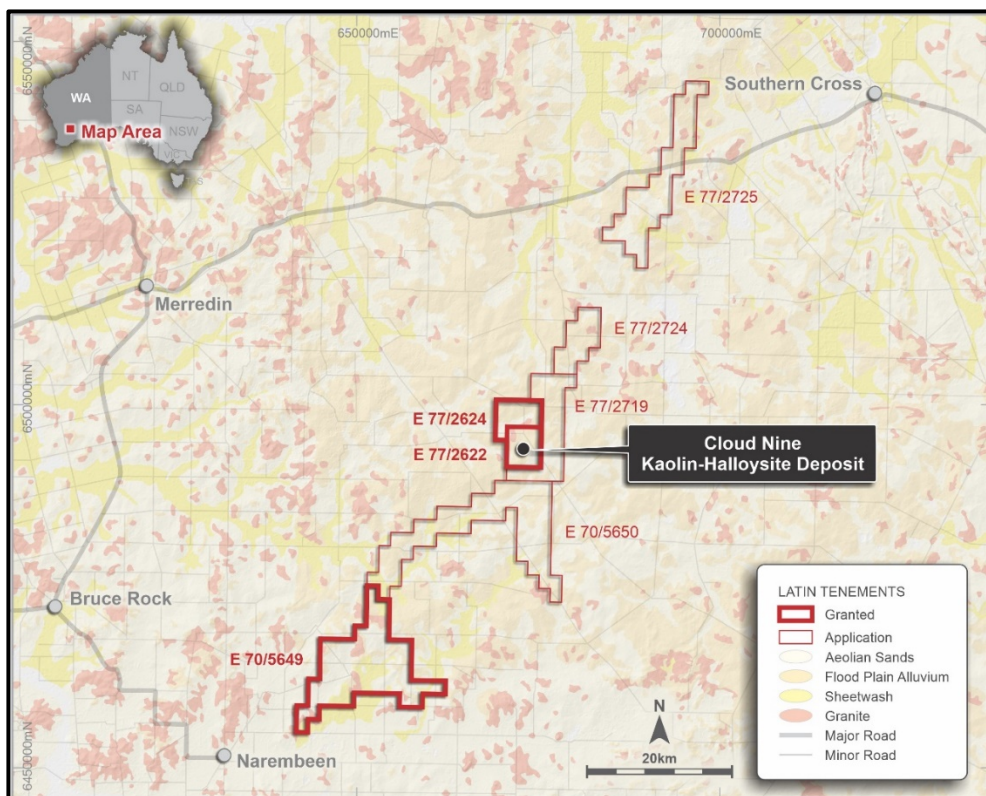 650000mE
700000mE
6550000mN
NT
QLD
WA
SA
NSW
VIC
Map Area
Southern Cross
E 77/2725
Merredin
E 77/2724
6500000mN
E 77/2719
E 77/2624
Cloud Nine
Kaolin-Halloysite Deposit
E 77/2622
E 70/5650
Bruce Rock
E 70/5649
6450000mN
Narembeen
N
20km
LATIN TENEMENTS
Granted
Application
Aeolian Sands
Flood Plain Alluvium
Sheetwash
Granite
Major Road
Minor Road